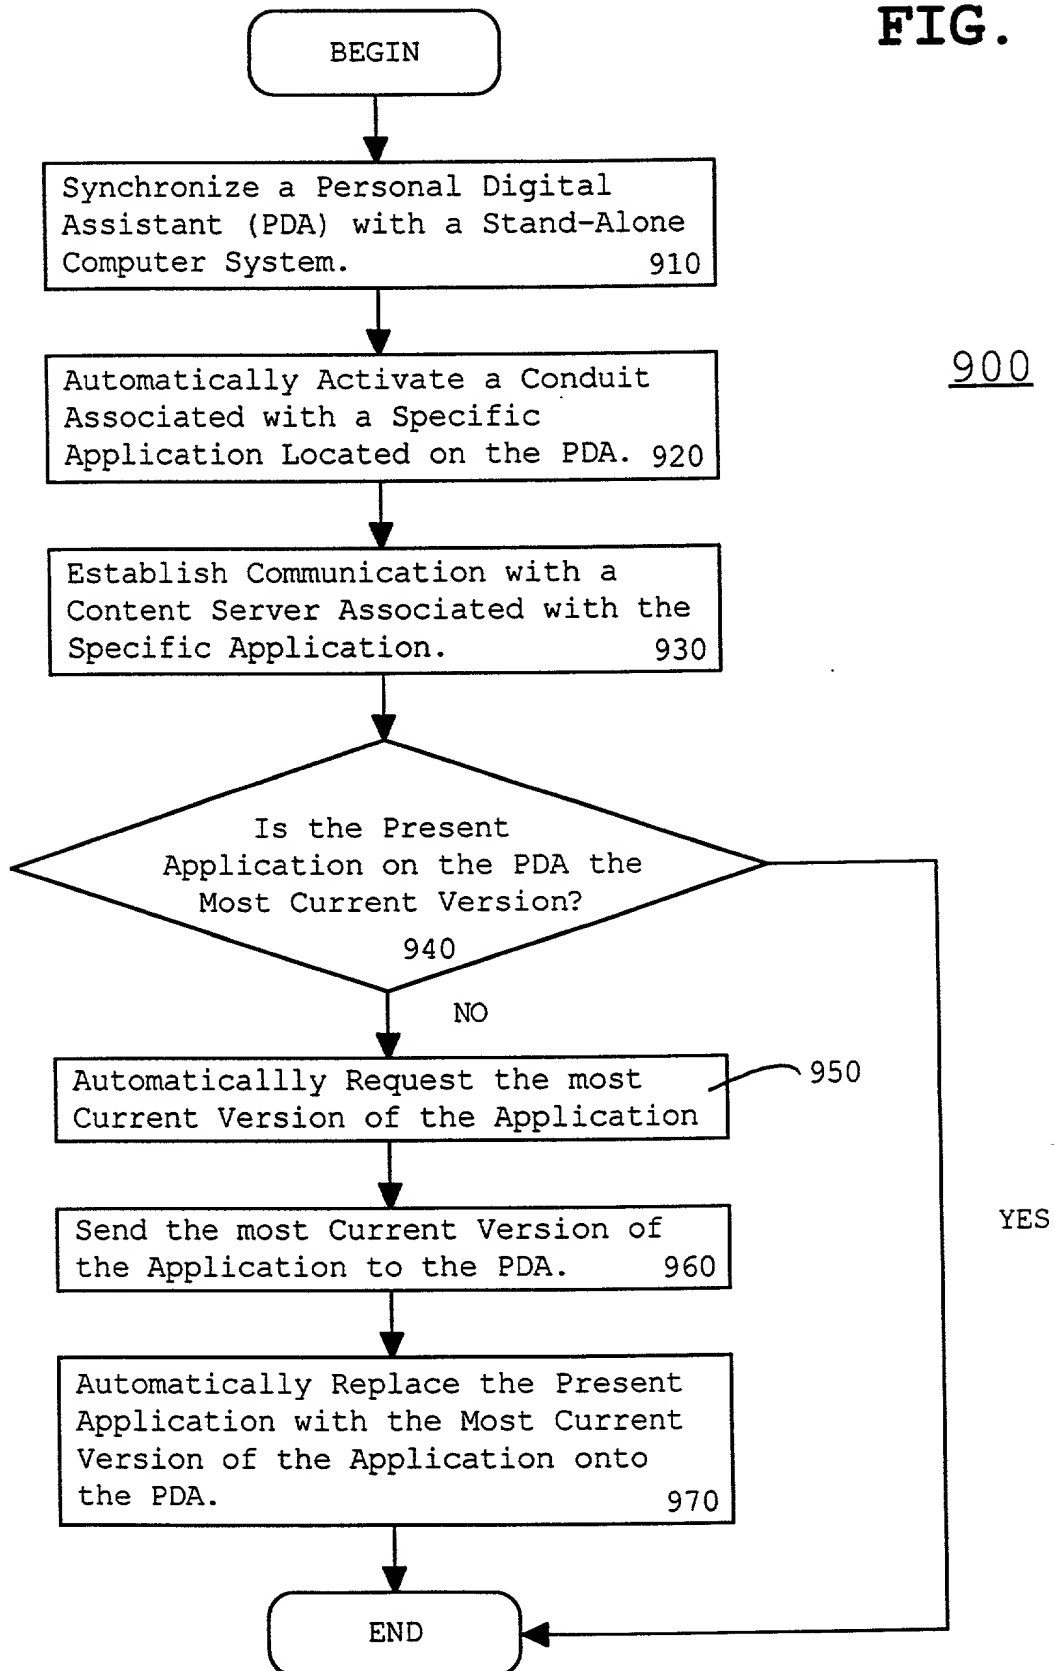 FIG.
BEGIN
Synchronize a Personal Digital
Assistant (PDA) with a Stand-Alone
Computer System. 910
900
Automatically Activate a Conduit
Associated with a Specific
Application Located on the PDA. 920
Establish Communication with a
Content Server Associated with the
Specific Application. 930
Is the Present
Application on the PDA the
Most Current Version?
940
NO
Automaticallly Request the most
Current Version of the Application
950
YES
Send the most Current Version of
the Application to the PDA. 960
Automatically Replace the Present
Application with the Most Current
Version of the Application onto
the PDA. 970
END